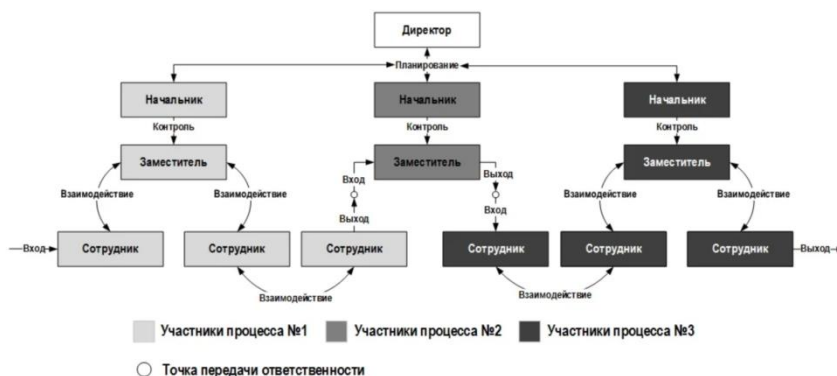 Директор
Планирование
Начальник
Начальник
Начальник
Контроль
Контроль
Контроль
Заместитель
Заместитель
Заместитель
Взаимодействие
Взаимодействие
Вход
Выход
Выход
Вход
Взаимодействие
Взаимодействие
Вход
Сотрудник
Сотрудник
Сотрудник
Сотрудник
Сотрудник
Сотрудник
Выход
Взаимодействие
Взаимодействие
Участники процесса №1
Участники процесса №2
Участники процесса №3
Точка передачи ответственности